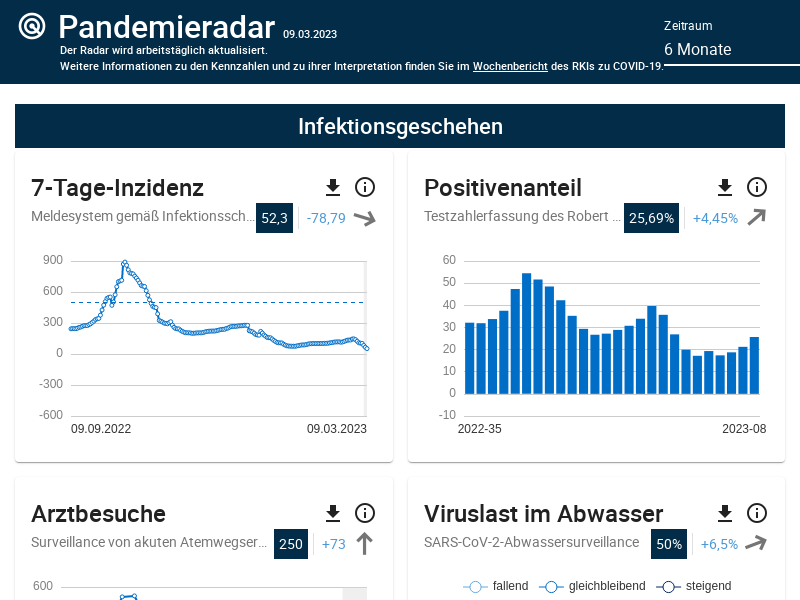 Pandemieradar 09.03.2023
Der Radar wird arbeitstäglich aktualisiert.
Weitere Informationen zu den Kennzahlen und zu ihrer Interpretation finden Sie im Wochenbericht des RKIs zu COVID-19.
Zeitraum
6 Monate
Infektionsgeschehen
7-Tage-Inzidenz
Meldesystem gemäß Infektionssch... 52,3 -78,79
900
600
300
0
-300
-600
09.09.2022 09.03.2023
Positivenanteil
Testzahlerfassung des Robert ... 25,69% +4,45%
60
50
40
30
20
10
0
-10
2022-35 2023-08
Arztbesuche
Surveillance von akuten Atemwegser... 250 +73
600
Viruslast im Abwasser
SARS-CoV-2-Abwassersurveillance 50% +6,5%
fallend gleichbleibend steigend